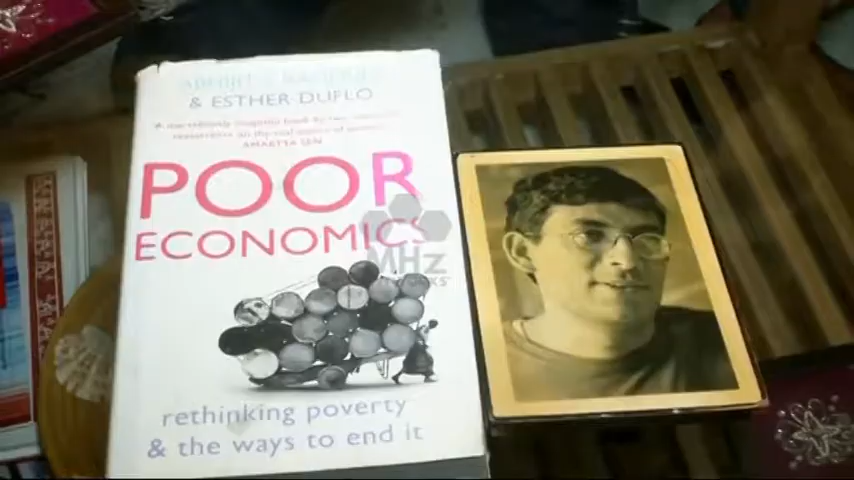 & ESTHER DUFLO
AMARTYA SEN
POOR
ECONOMICS
MHz
rethinking poverty
& the ways to end it